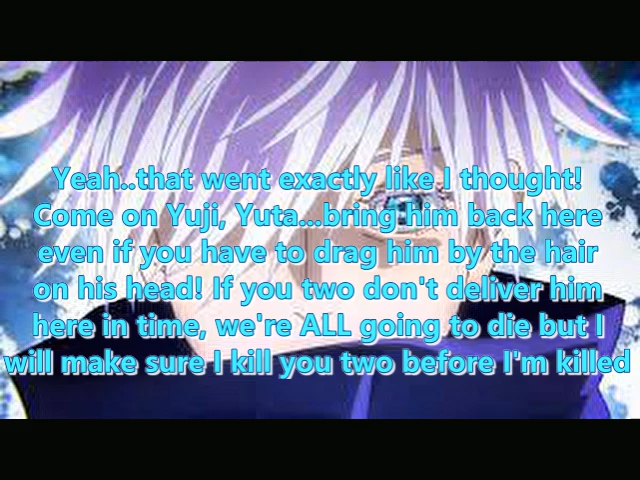 Yeah..that went exactly like I thought!
Come on Yuji, Yuta...bring him back here
even if you have to drag him by the hair
on his head! If you two don't deliver him
here in time, we're ALL going to die but I
will make sure I kill you two before I'm killed